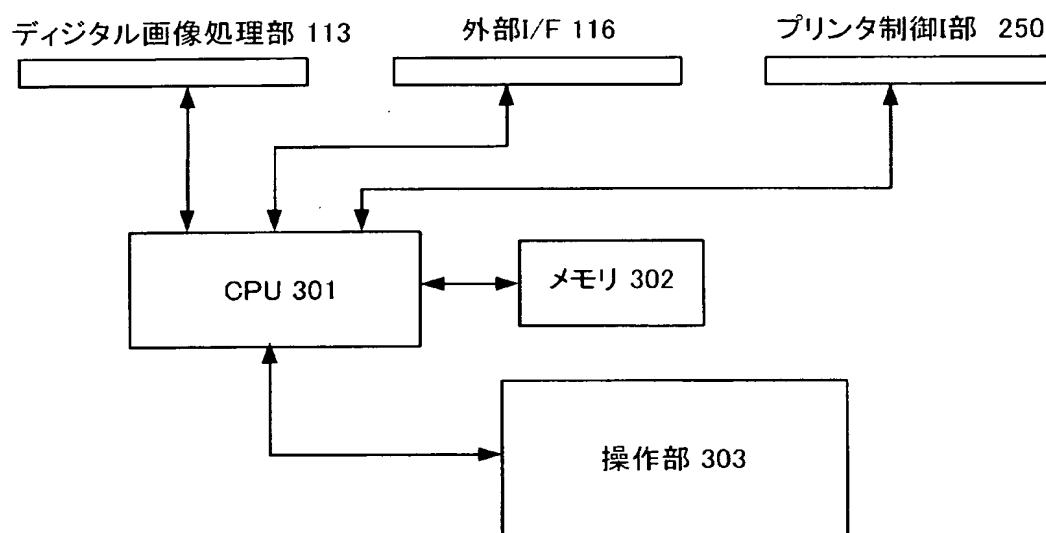 ディジタル画像処理部 113
外部I/F 116
プリンタ制御I部 250
CPU 301
メモリ 302
操作部 303